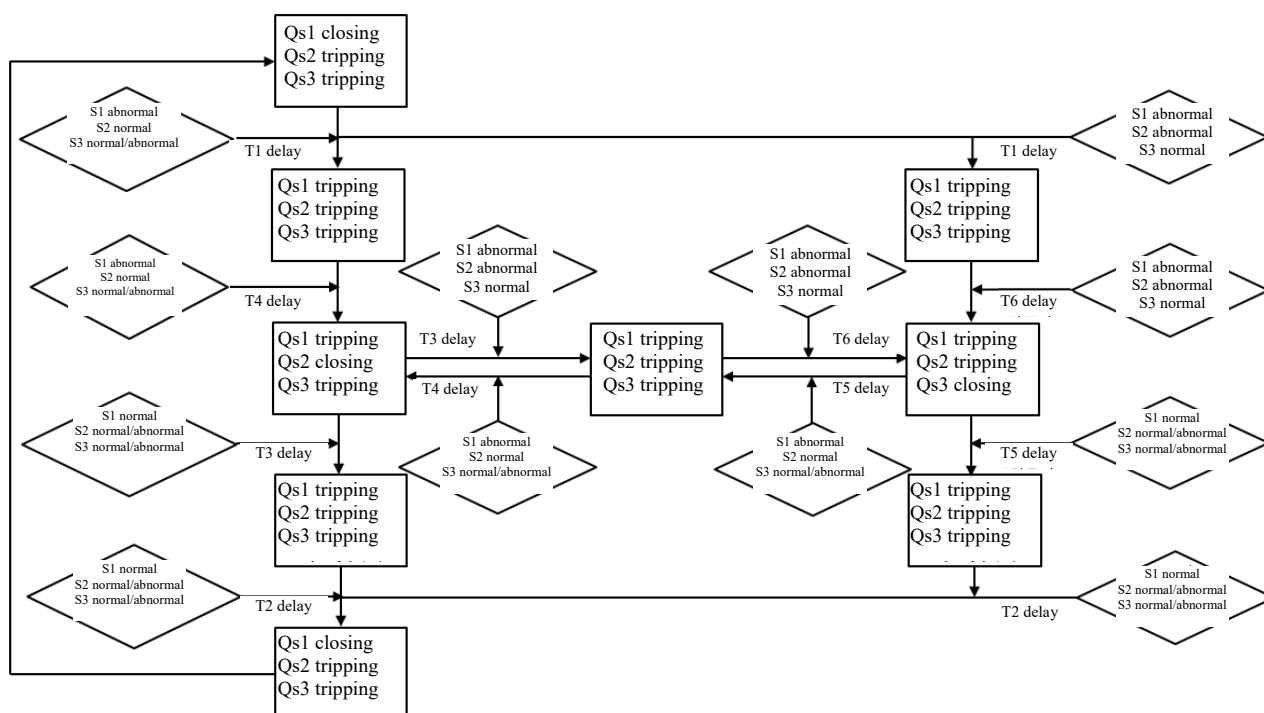 Qs1 closing
Qs2 tripping
Qs3 tripping
S1 abnormal
S2 normal
S3 normal/abnormal
T1 delay
T1 delay
S1 abnormal
S2 abnormal
S3 normal
Qs1 tripping
Qs2 tripping
Qs3 tripping
Qs1 tripping
Qs2 tripping
Qs3 tripping
S1 abnormal
S2 normal
S3 normal/abnormal
T4 delay
S1 abnormal
S2 abnormal
S3 normal
S1 abnormal
S2 abnormal
S3 normal
T6 delay
S1 abnormal
S2 abnormal
S3 normal
Qs1 tripping
Qs2 closing
Qs3 tripping
T3 delay
T4 delay
Qs1 tripping
Qs2 tripping
Qs3 tripping
T6 delay
T5 delay
Qs1 tripping
Qs2 tripping
Qs3 closing
S1 normal
S2 normal/abnormal
S3 normal/abnormal
T3 delay
S1 abnormal
S2 normal
S3 normal/abnormal
S1 abnormal
S2 normal
S3 normal/abnormal
T5 delay
S1 normal
S2 normal/abnormal
S3 normal/abnormal
Qs1 tripping
Qs2 tripping
Qs3 tripping
Qs1 tripping
Qs2 tripping
Qs3 tripping
S1 normal
S2 normal/abnormal
S3 normal/abnormal
T2 delay
T2 delay
S1 normal
S2 normal/abnormal
S3 normal/abnormal
Qs1 closing
Qs2 tripping
Qs3 tripping